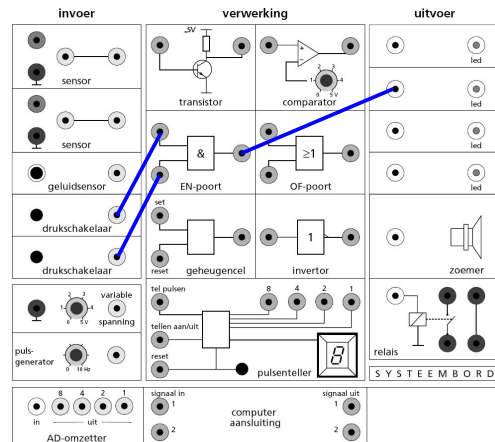 invoer
verwerking
uitvoer
sensor
sensor
geluidsensor
drukschakelaar
drukschakelaar
variable
spanning
0 1 2 3 4 5 V
puls-
generator
0 10 Hz
8 4 2 1
in uit
AD-omzetter
5V
transistor
+
-
0 1 2 3 4 5 V
comparator
&
EN-poort
≥1
OF-poort
set
reset
geheugencel
1
invertor
tel pulsen
8 4 2 1
tellen aan/uit
reset
8
pulsenteller
signaal in
1
2
computer
aansluiting
signaal uit
1
2
led
led
led
led
zoemer
relais
SYSTEEMBORD